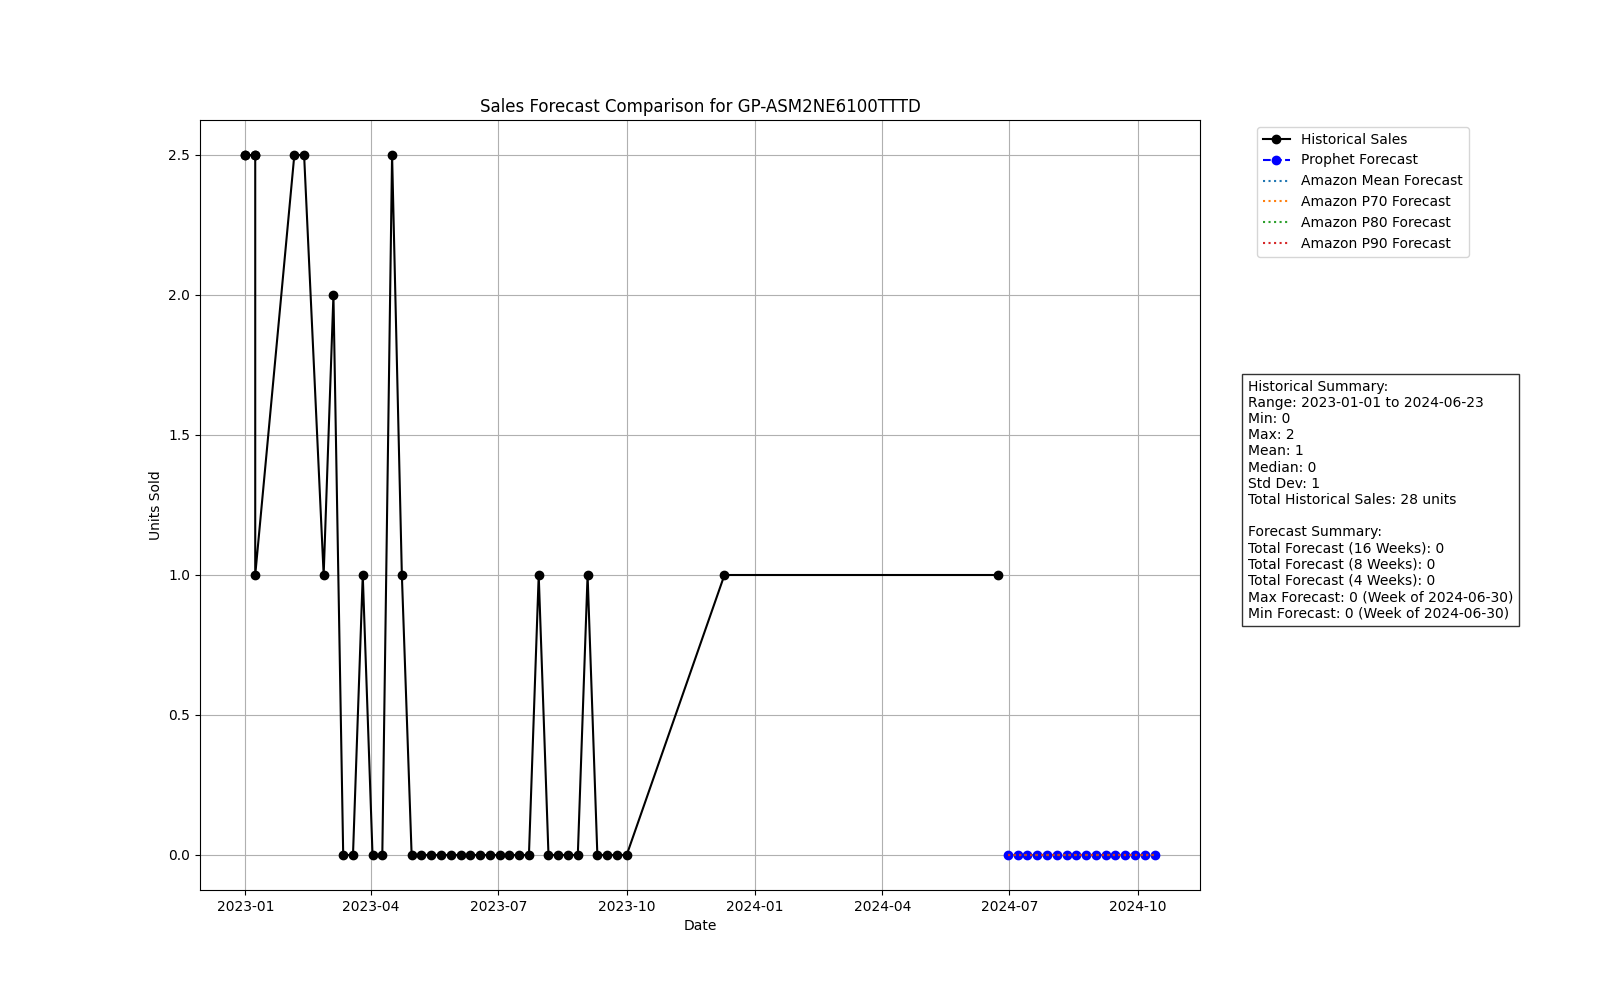 Sales Forecast Comparison for GP-ASM2NE6100TTTD
Historical Sales
Prophet Forecast
Amazon Mean Forecast
Amazon P70 Forecast
Amazon P80 Forecast
Amazon P90 Forecast
2.5
2.0
1.5
1.0
0.5
0.0
Units Sold
2023-01
2023-04
2023-07
2023-10
2024-01
2024-04
2024-07
2024-10
Date
Historical Summary:
Range: 2023-01-01 to 2024-06-23
Min: 0
Max: 2
Mean: 1
Median: 0
Std Dev: 1
Total Historical Sales: 28 units
Forecast Summary:
Total Forecast (16 Weeks): 0
Total Forecast (8 Weeks): 0
Total Forecast (4 Weeks): 0
Max Forecast: 0 (Week of 2024-06-30)
Min Forecast: 0 (Week of 2024-06-30)